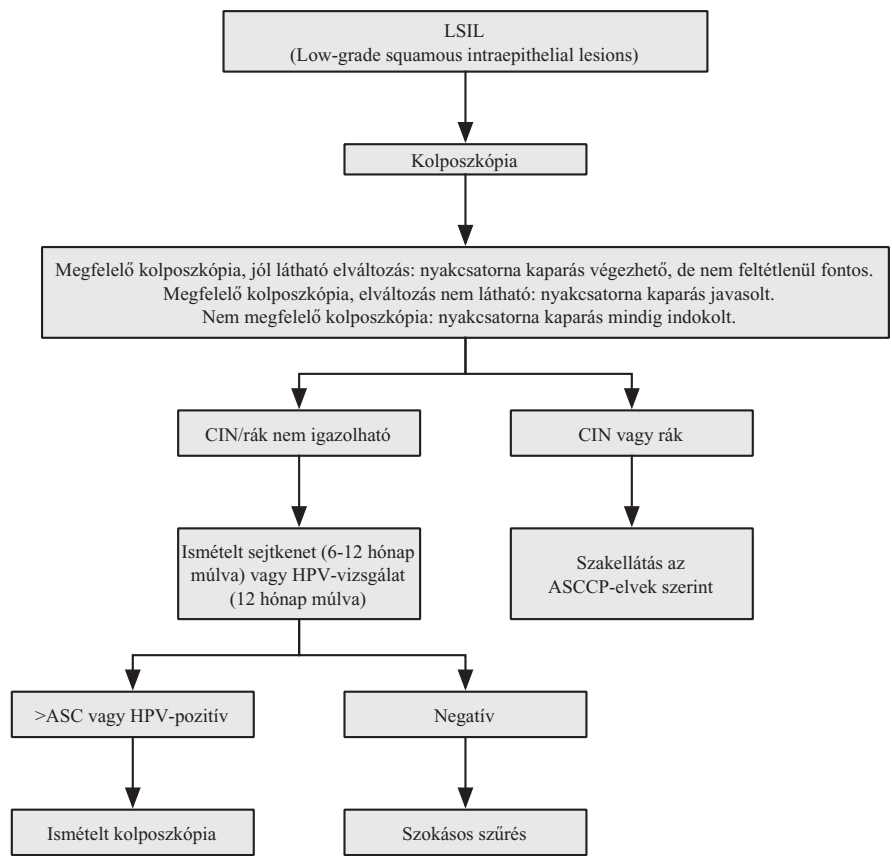 LSIL
(Low-grade squamous intraepithelial lesions)
Kolposzkópia
Megfelelő kolposzkópia, jól látható elváltozás: nyakcsatorna kaparás végezhető, de nem feltétlenül fontos.
Megfelelő kolposzkópia, elváltozás nem látható: nyakcsatorna kaparás javasolt.
Nem megfelelő kolposzkópia: nyakcsatorna kaparás mindig indokolt.
CIN/rák nem igazolható
CIN vagy rák
Ismételt sejtkenet (6-12 hónap
múlva) vagy HPV-vizsgálat
(12 hónap múlva)
Szakellátás az
ASCCP-elvek szerint
>ASC vagy HPV-pozitív
Negatív
Ismételt kolposzkópia
Szokásos szűrés